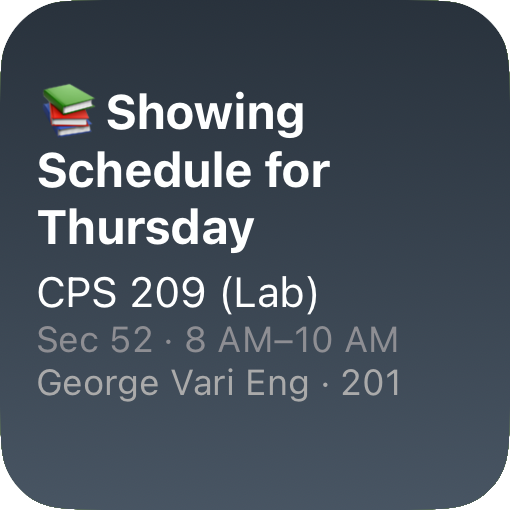 📚 Showing
Schedule for
Thursday
CPS 209 (Lab)
Sec 52 · 8 AM–10 AM
George Vari Eng · 201